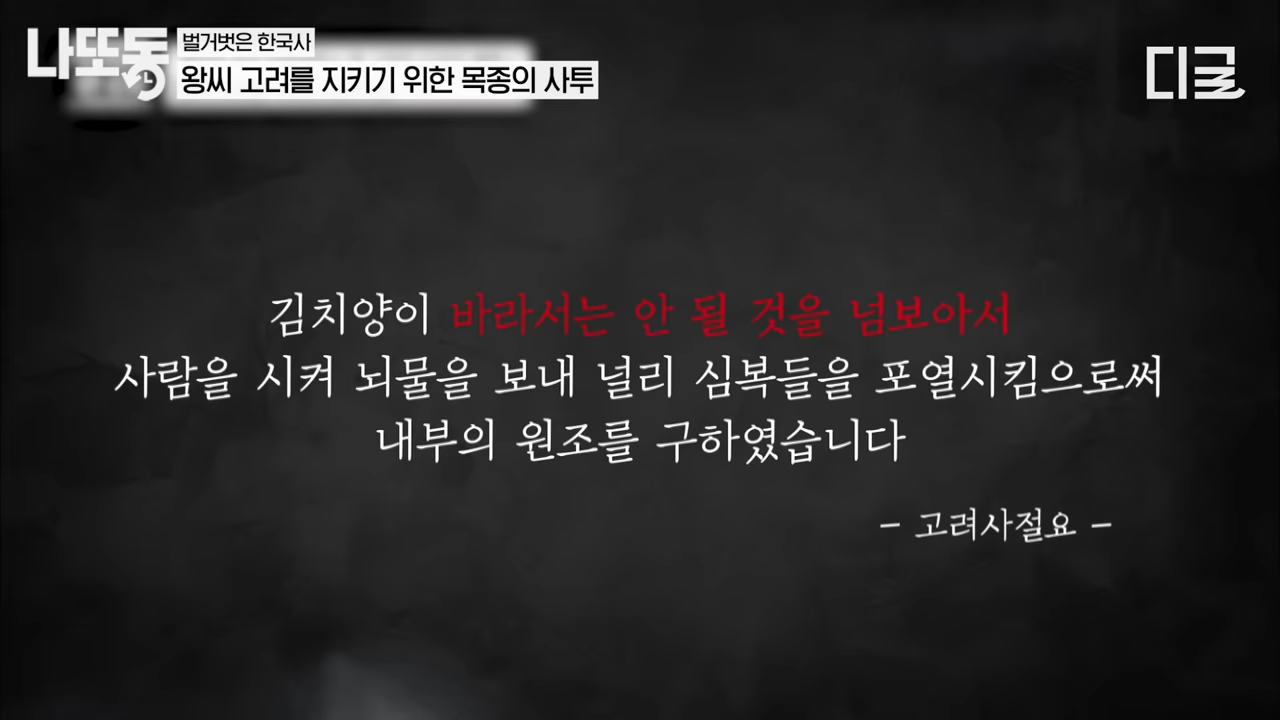 나또동
벌거벗은 한국사
왕씨 고려를 지키기 위한 목종의 사투
디글
김치양이 바라서는 안 될 것을 넘보아서
사람을 시켜 뇌물을 보내 널리 심복들을 포열시킴으로써
내부의 원조를 구하였습니다
- 고려사절요 -